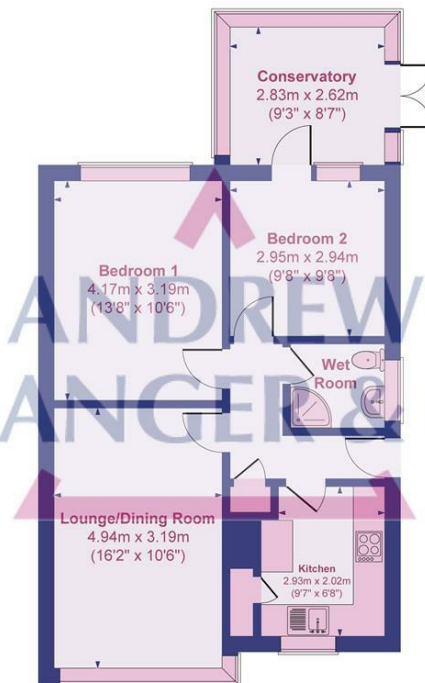 Conservatory
2.83m x 2.62m
(9'3" x 8'7")
Bedroom 1
4.17m x 3.19m
(13'8" x 10'6")
Bedroom 2
2.95m x 2.94m
(9'8" x 9'8")
ANDREW
Wet
Room
ANGER &
Lounge/Dining Room
4.94m x 3.19m
(16'2" x 10'6")
Kitchen
2.93m x 2.02m
(9'7" x 6'8")